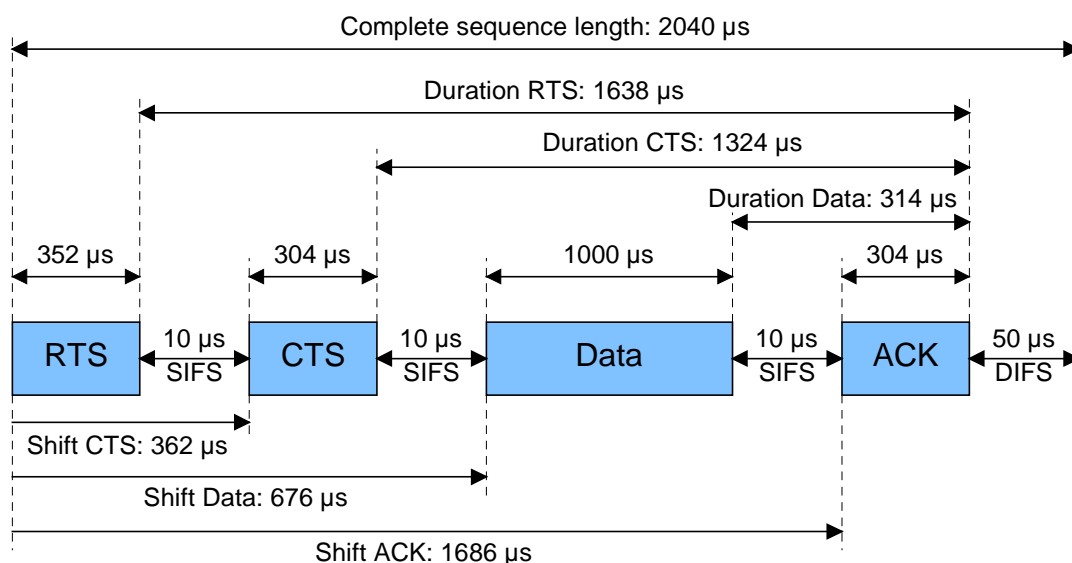 Complete sequence length: 2040 µs
Duration RTS: 1638 µs
Duration CTS: 1324 µs
Duration Data: 314 µs
352 µs
304 µs
1000 µs
304 µs
RTS
10 µs
SIFS
CTS
10 µs
SIFS
Data
10 µs
SIFS
ACK
50 µs
DIFS
Shift CTS: 362 µs
Shift Data: 676 µs
Shift ACK: 1686 µs